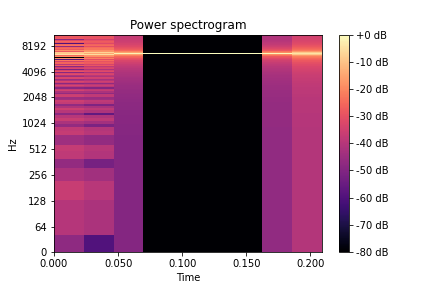 Power spectrogram
8192
4096
2048
1024
512
256
128
64
0
Hz
0.000 0.050 0.100 0.150 0.200
Time
+0 dB
-10 dB
-20 dB
-30 dB
-40 dB
-50 dB
-60 dB
-70 dB
-80 dB